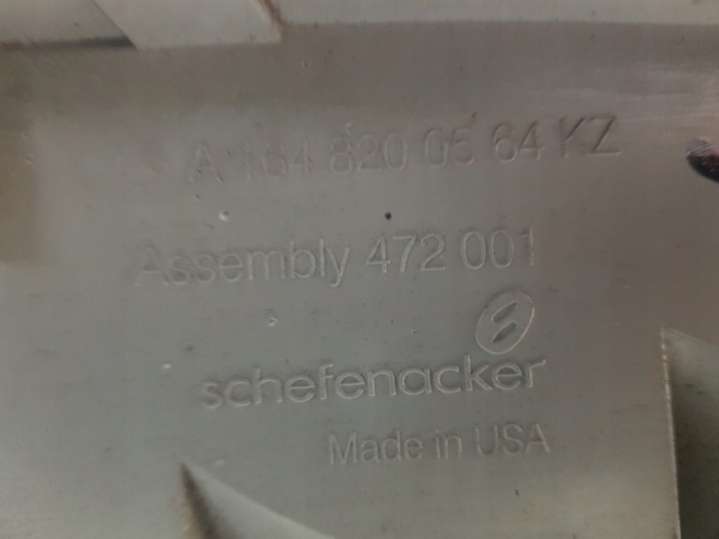 A 164 820 05 64 KZ
Assembly 472 001
schefenacker
Made in USA